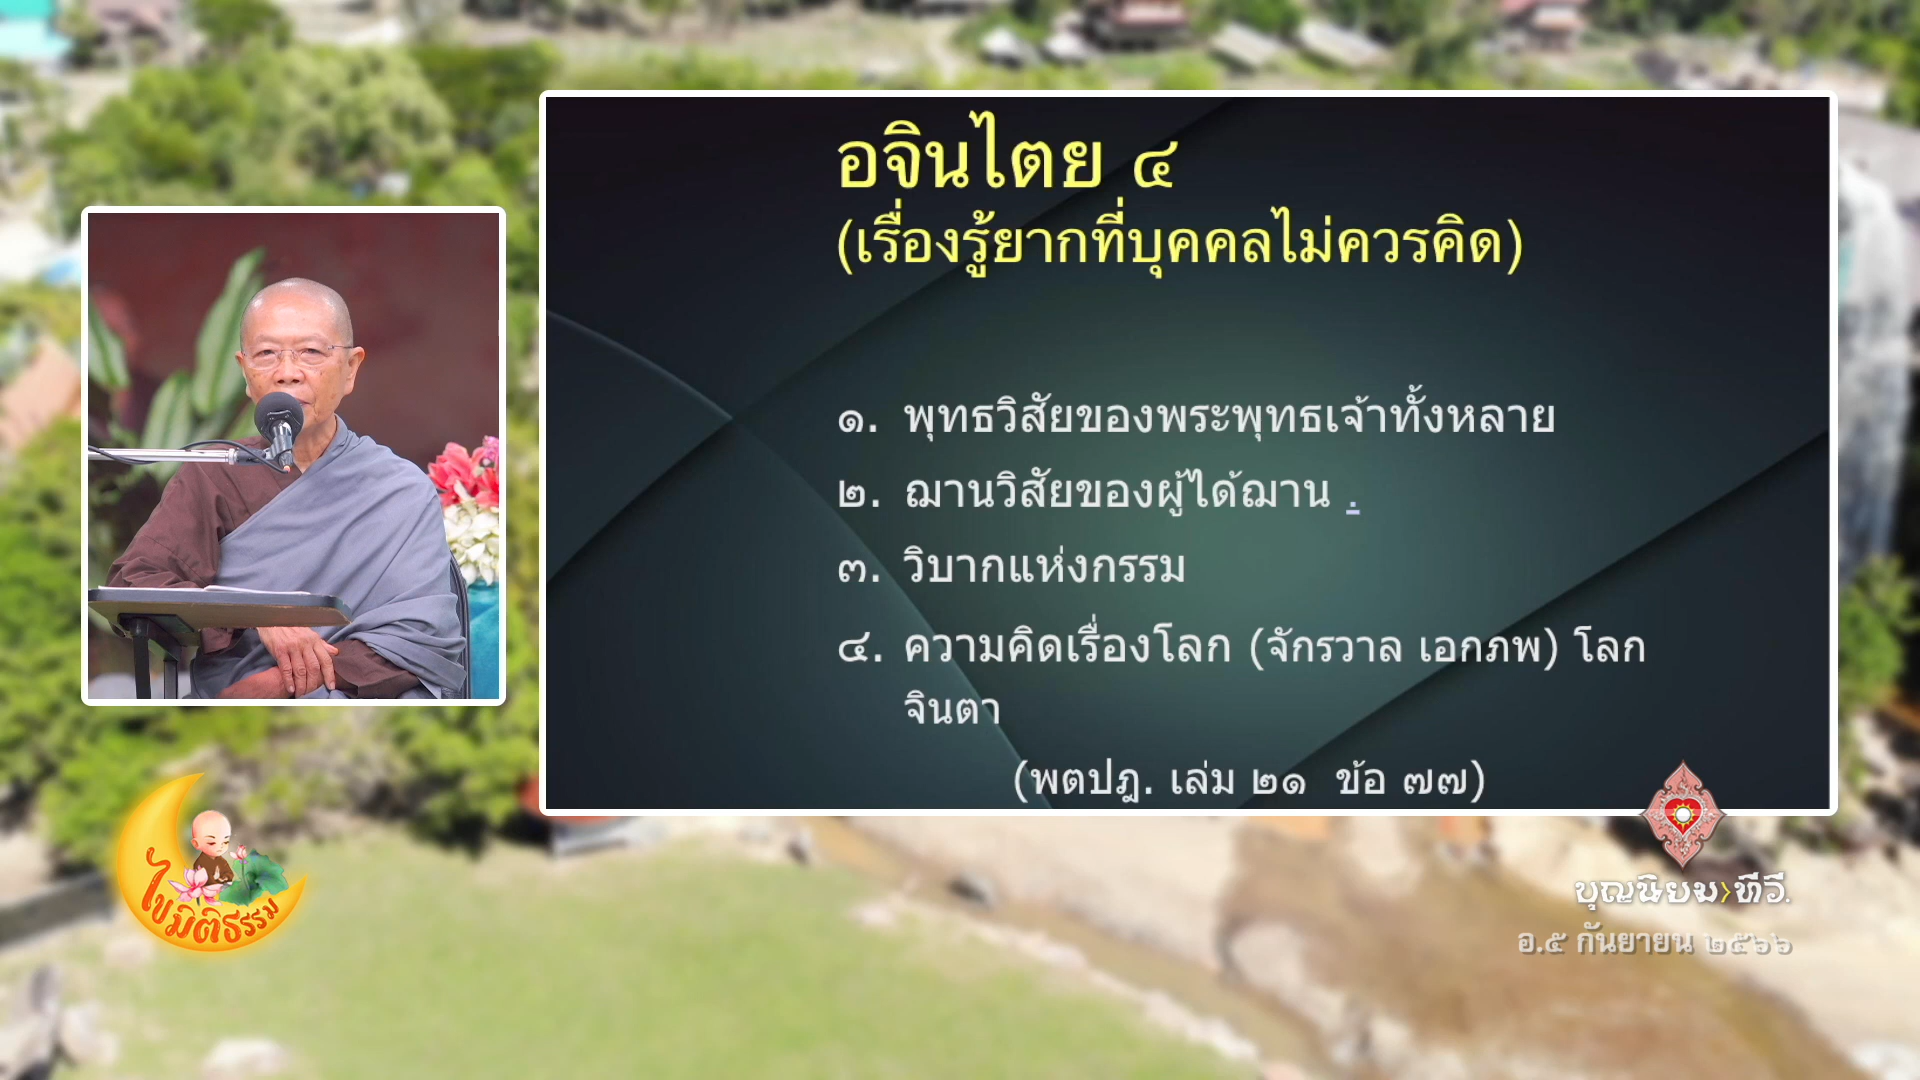 อจินไตย ๔
(เรื่องรู้ยากที่บุคคลไม่ควรคิด)
๑. พุทธวิสัยของพระพุทธเจ้าทั้งหลาย
๒. ฌานวิสัยของผู้ได้ฌาน .
๓. วิบากแห่งกรรม
๔. ความคิดเรื่องโลก (จักรวาล เอกภพ) โลก
จินตา
(พตปฎ. เล่ม ๒๑ ข้อ ๗๗)
ไขมิติธรรม
บุญนิยมทีวี.
อ.๕ กันยายน ๒๕๖๖